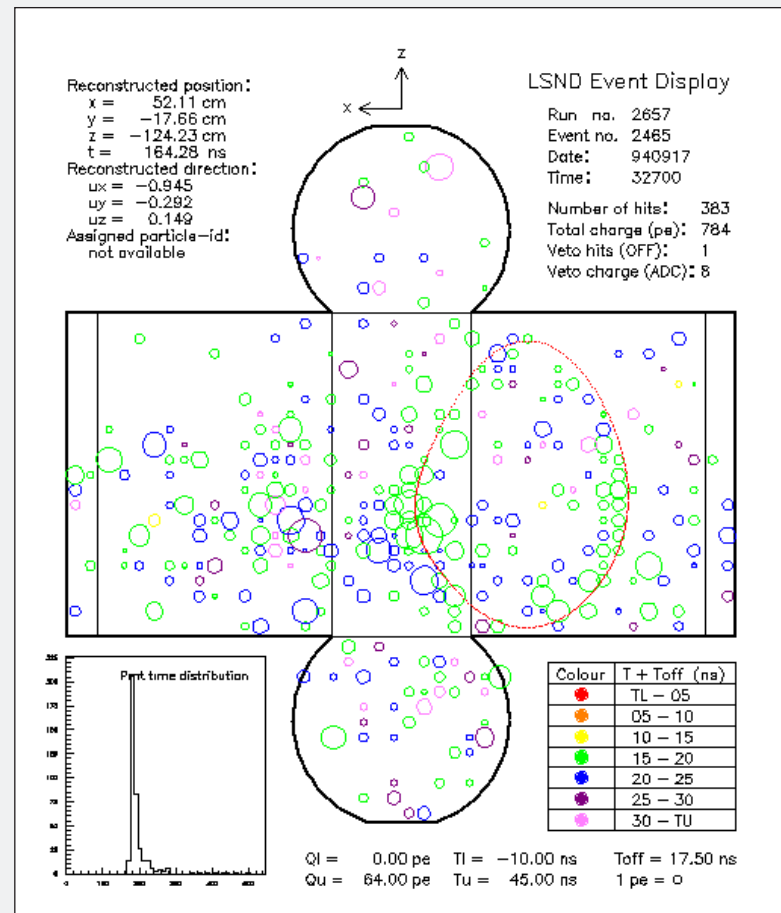 z
x
Reconstructed position:
x = 52.11 cm
y = −17.66 cm
z = −124.23 cm
t = 164.28 ns
Reconstructed direction:
ux = −0.945
uy = −0.292
uz = 0.149
Assigned particle-id:
not available
LSND Event Display
Run no. 2657
Event no. 2465
Date: 940917
Time: 32700
Number of hits: 383
Total charge (pe): 784
Veto hits (OFF): 1
Veto charge (ADC): 8
Pmt time distribution
Colour T + Toff (ns)
TL − 05
05 − 10
10 − 15
15 − 20
20 − 25
25 − 30
30 − TU
Ql = 0.00 pe Tl = −10.00 ns Toff = 17.50 ns
Qu = 64.00 pe Tu = 45.00 ns 1 pe = o